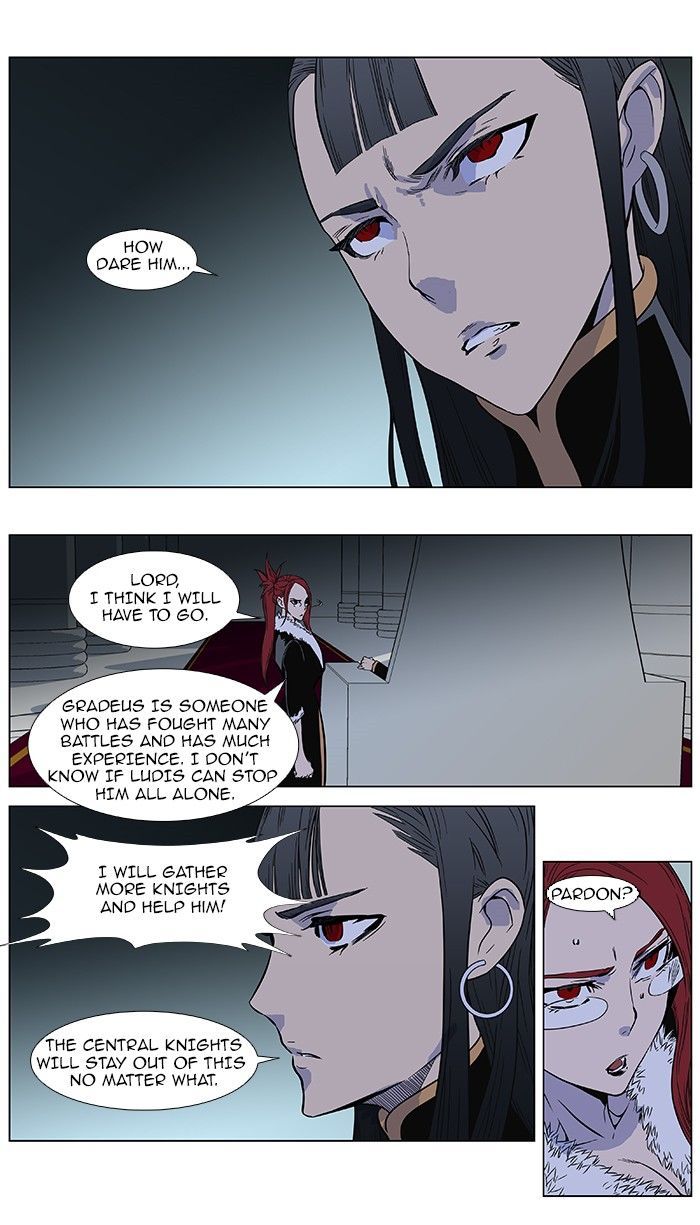 HOW
DARE HIM...
LORD,
I THINK I WILL
HAVE TO GO.
GRADEUS IS SOMEONE
WHO HAS FOUGHT MANY
BATTLES AND HAS MUCH
EXPERIENCE. I DON'T
KNOW IF LUDIS CAN STOP
HIM ALL ALONE.
I WILL GATHER
MORE KNIGHTS
AND HELP HIM!
THE CENTRAL KNIGHTS
WILL STAY OUT OF THIS
NO MATTER WHAT.
PARDON?